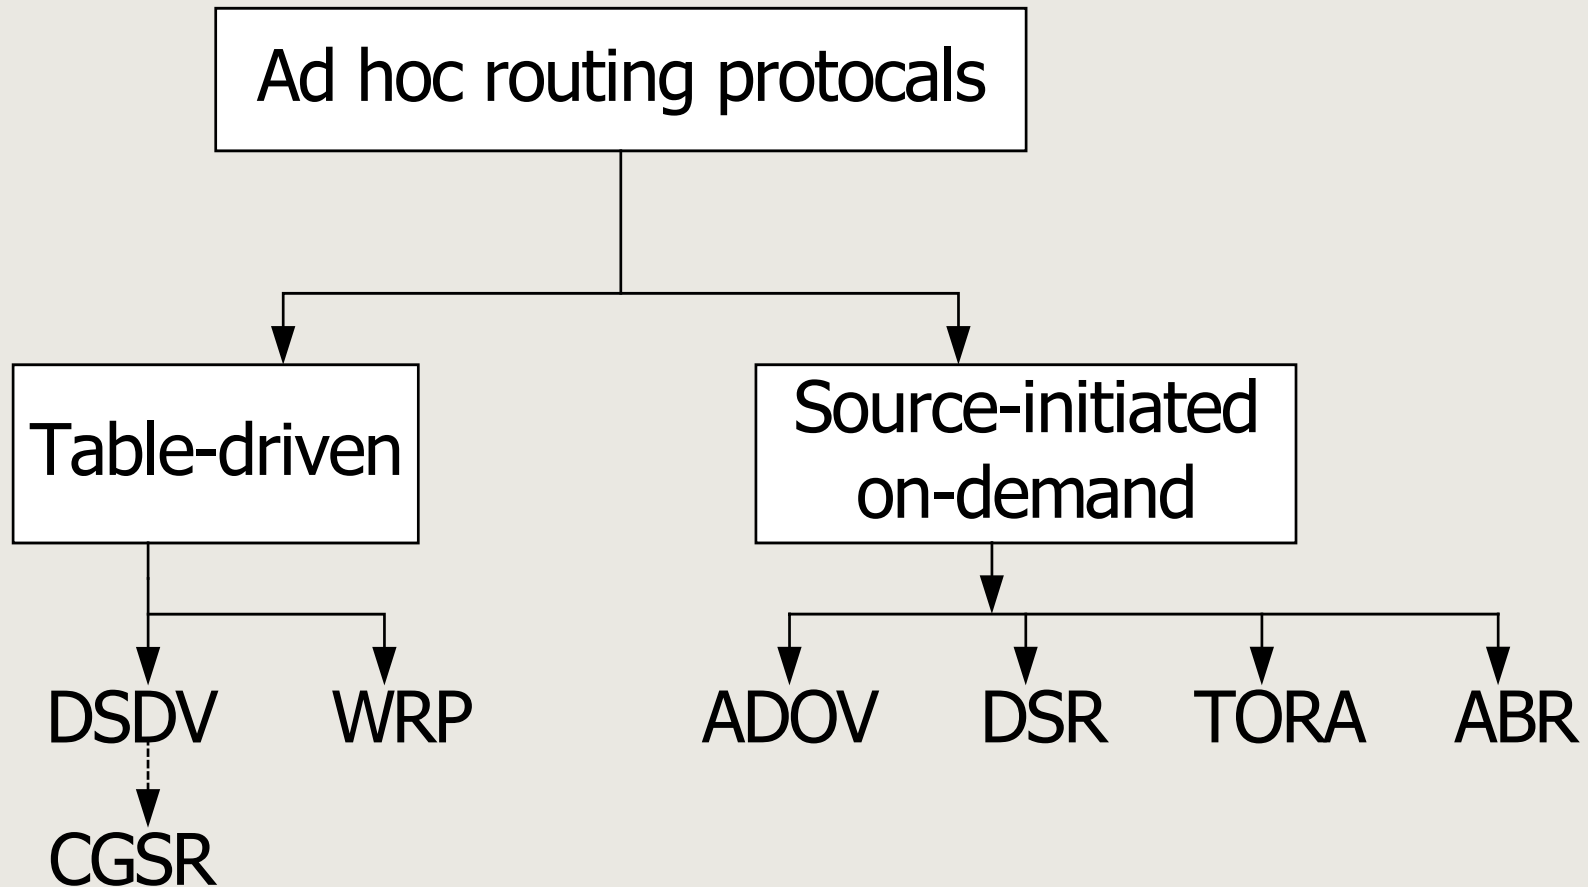 Ad hoc routing protocals
Table-driven
Source-initiated
on-demand
DSDV
WRP
ADOV
DSR
TORA
ABR
CGSR